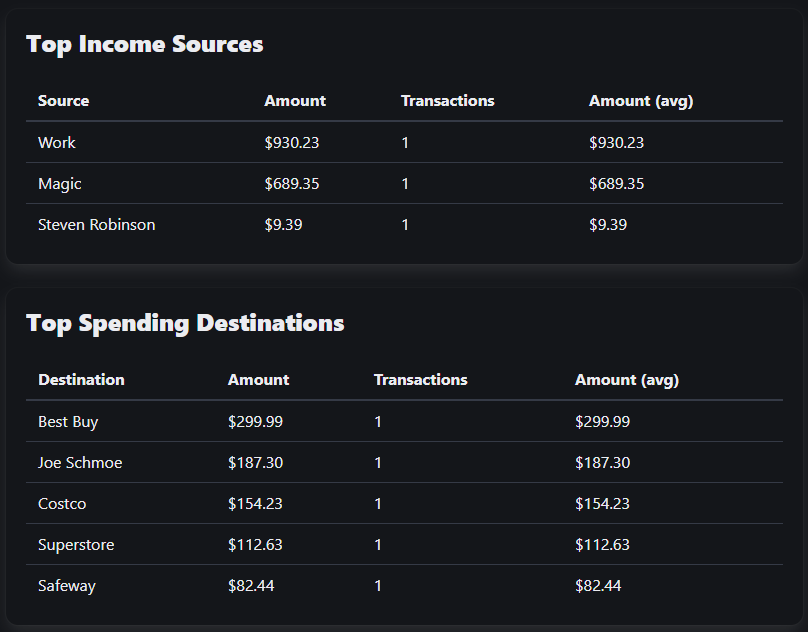 Top Income Sources
Source Amount Transactions Amount (avg)
Work $930.23 1 $930.23
Magic $689.35 1 $689.35
Steven Robinson $9.39 1 $9.39
Top Spending Destinations
Destination Amount Transactions Amount (avg)
Best Buy $299.99 1 $299.99
Joe Schmoe $187.30 1 $187.30
Costco $154.23 1 $154.23
Superstore $112.63 1 $112.63
Safeway $82.44 1 $82.44